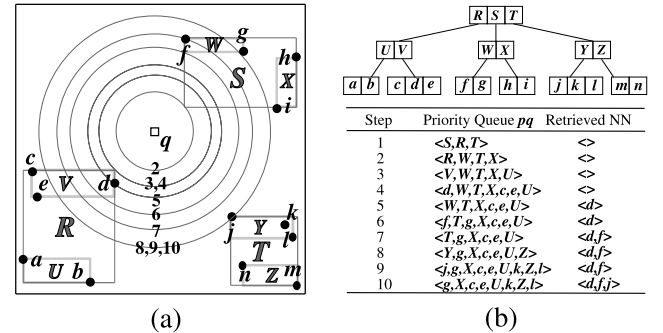 g
f
W
h
S
X
i
q
2
3,4
5
6
7
8,9,10
c
e
V
d
R
a
U
b
j
Y
k
l
T
n
Z
m
(a)
R S T
U V
W X
Y Z
a b
c d e
f g
h i
j k l
m n
Step Priority Queue pq Retrieved NN
1 <S,R,T> <>
2 <R,W,T,X> <>
3 <V,W,T,X,U> <>
4 <d,W,T,X,c,e,U> <>
5 <W,T,X,c,e,U> <d>
6 <f,T,g,X,c,e,U> <d>
7 <T,g,X,c,e,U> <d,f>
8 <Y,g,X,c,e,U,Z> <d,f>
9 <j,g,X,c,e,U,k,Z,l> <d,f>
10 <g,X,c,e,U,k,Z,l> <d,f,j>
(b)